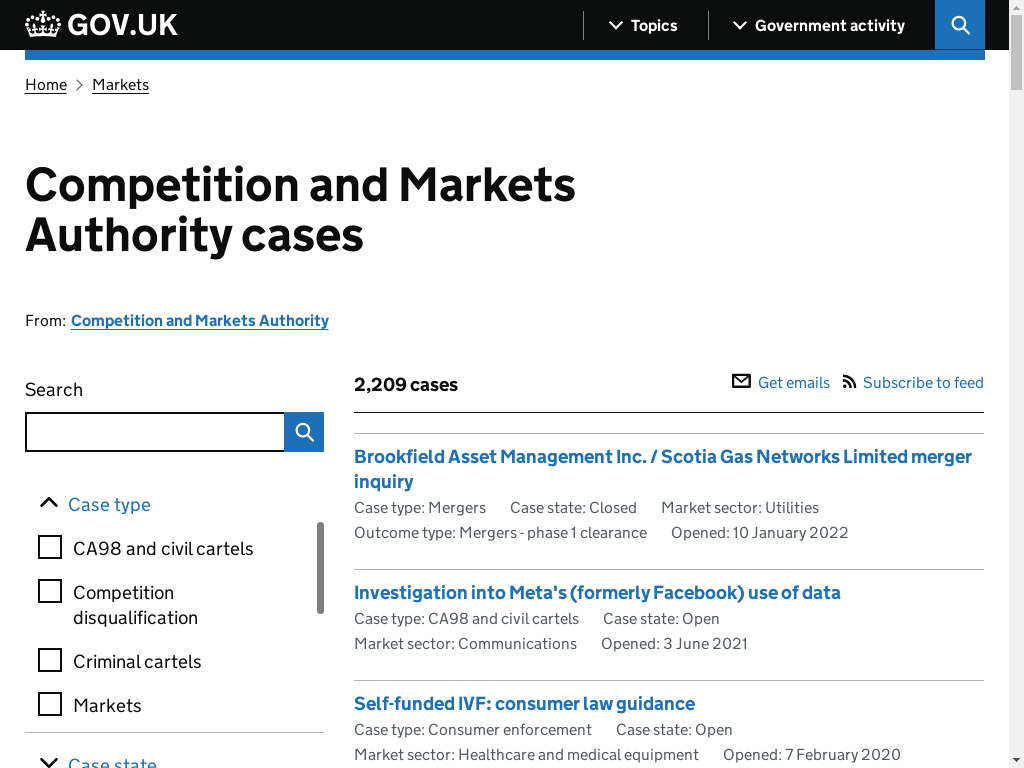 GOV.UK
Topics
Government activity
Home
Markets
Competition and Markets
Authority cases
From: Competition and Markets Authority
Search
2,209 cases
Get emails
Subscribe to feed
Case type
CA98 and civil cartels
Competition
disqualification
Criminal cartels
Markets
Case state
Brookfield Asset Management Inc. / Scotia Gas Networks Limited merger
inquiry
Case type: Mergers Case state: Closed Market sector: Utilities
Outcome type: Mergers - phase 1 clearance Opened: 10 January 2022
Investigation into Meta's (formerly Facebook) use of data
Case type: CA98 and civil cartels Case state: Open
Market sector: Communications Opened: 3 June 2021
Self-funded IVF: consumer law guidance
Case type: Consumer enforcement Case state: Open
Market sector: Healthcare and medical equipment Opened: 7 February 2020